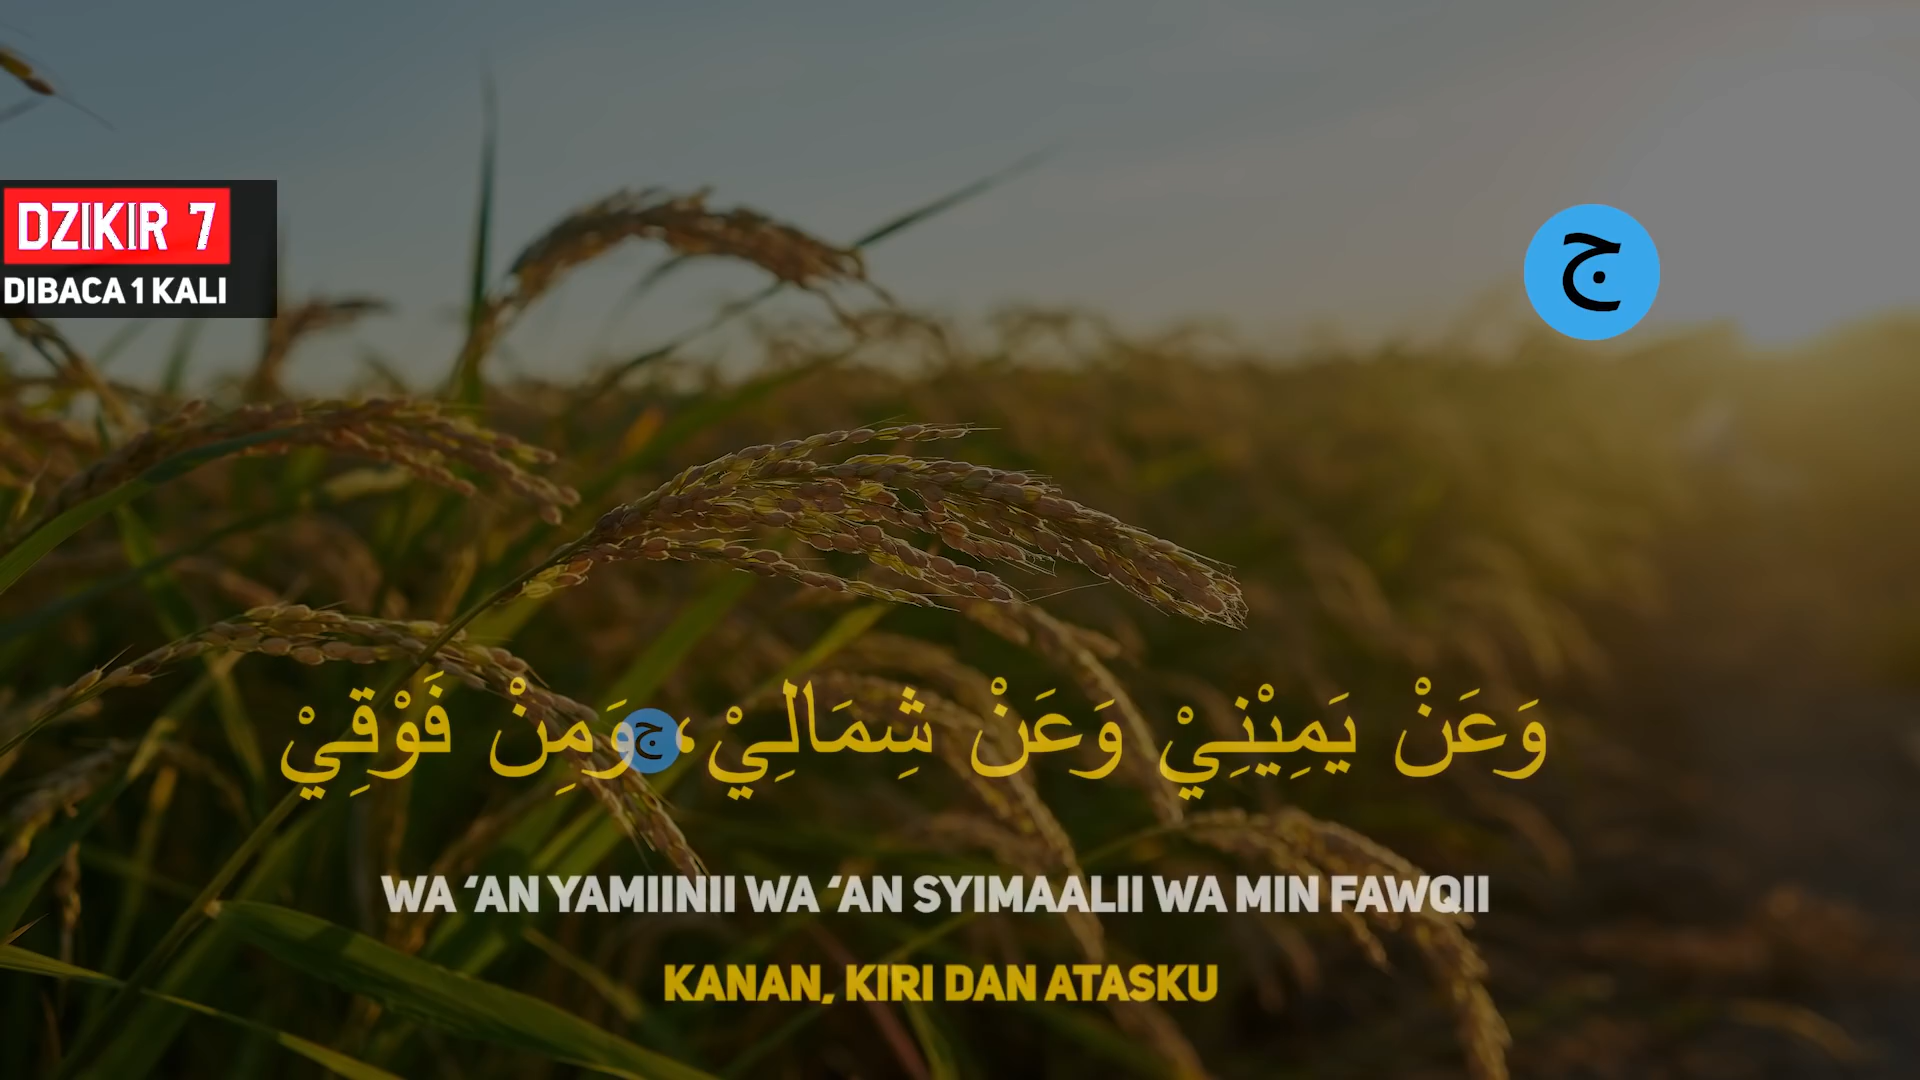 DZIKIR 7
DIBACA 1 KALI
ج
وَعَنْ يَمِيْنِيْ وَعَنْ شِمَالِيْ، ج وَمِنْ فَوْقِيْ
WA ‘AN YAMIINII WA ‘AN SYIMAALII WA MIN FAWQII
KANAN, KIRI DAN ATASKU